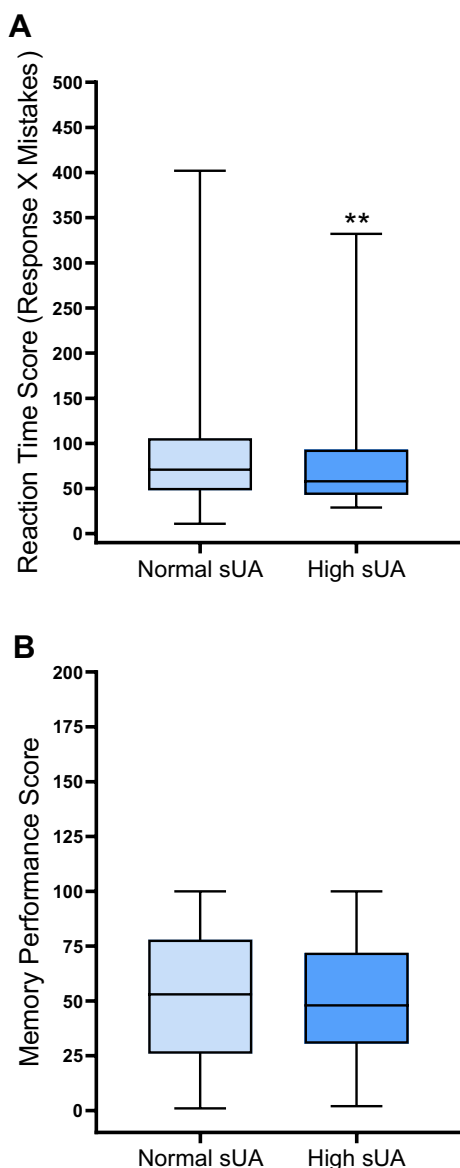 A
Reaction Time Score (Response X Mistakes)
500
450
400
350
300
250
200
150
100
50
0
**
Normal sUA
High sUA
B
Memory Performance Score
200
175
150
125
100
75
50
25
0
Normal sUA
High sUA